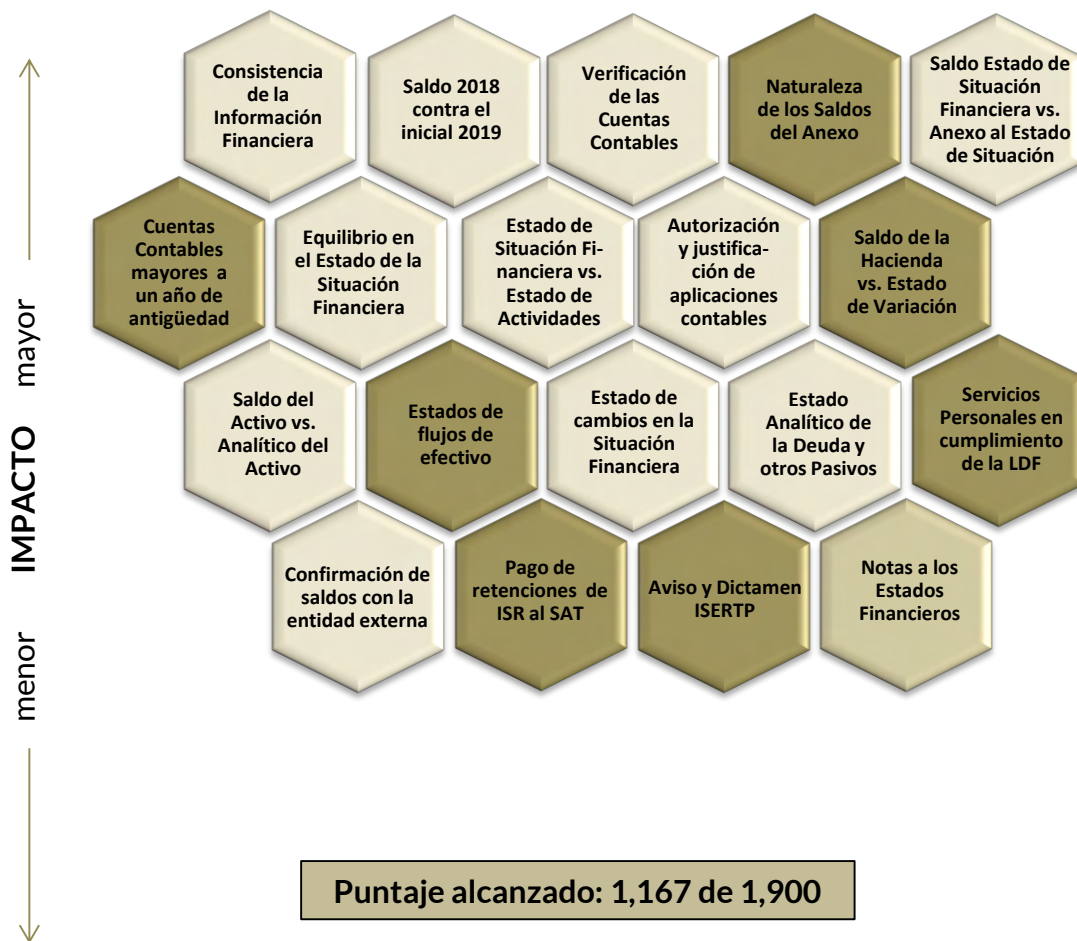 Consistencia
de la
Información
Financiera
Saldo 2018
contra el
inicial 2019
Verificación
de las
Cuentas
Contables
Naturaleza
de los Saldos
del Anexo
Saldo Estado de
Situación
Financiera vs.
Anexo al Estado
de Situación
Cuentas
Contables
mayores a
un año de
antigüedad
Equilibrio en
el Estado de la
Situación
Financiera
Estado de
Situación Fi-
nanciera vs.
Estado de
Actividades
Autorización
y justifica-
ción de
aplicaciones
contables
Saldo de la
Hacienda
vs. Estado
de Variación
Saldo del
Activo vs.
Analítico del
Activo
Estados de
flujos de
efectivo
Estado de
cambios en la
Situación
Financiera
Estado
Analítico de
la Deuda y
otros Pasivos
Servicios
Personales en
cumplimiento
de la LDF
Confirmación de
saldos con la
entidad externa
Pago de
retenciones de
ISR al SAT
Aviso y Dictamen
ISERTP
Notas a los
Estados
Financieros
menor IMPACTO mayor
Puntaje alcanzado: 1,167 de 1,900